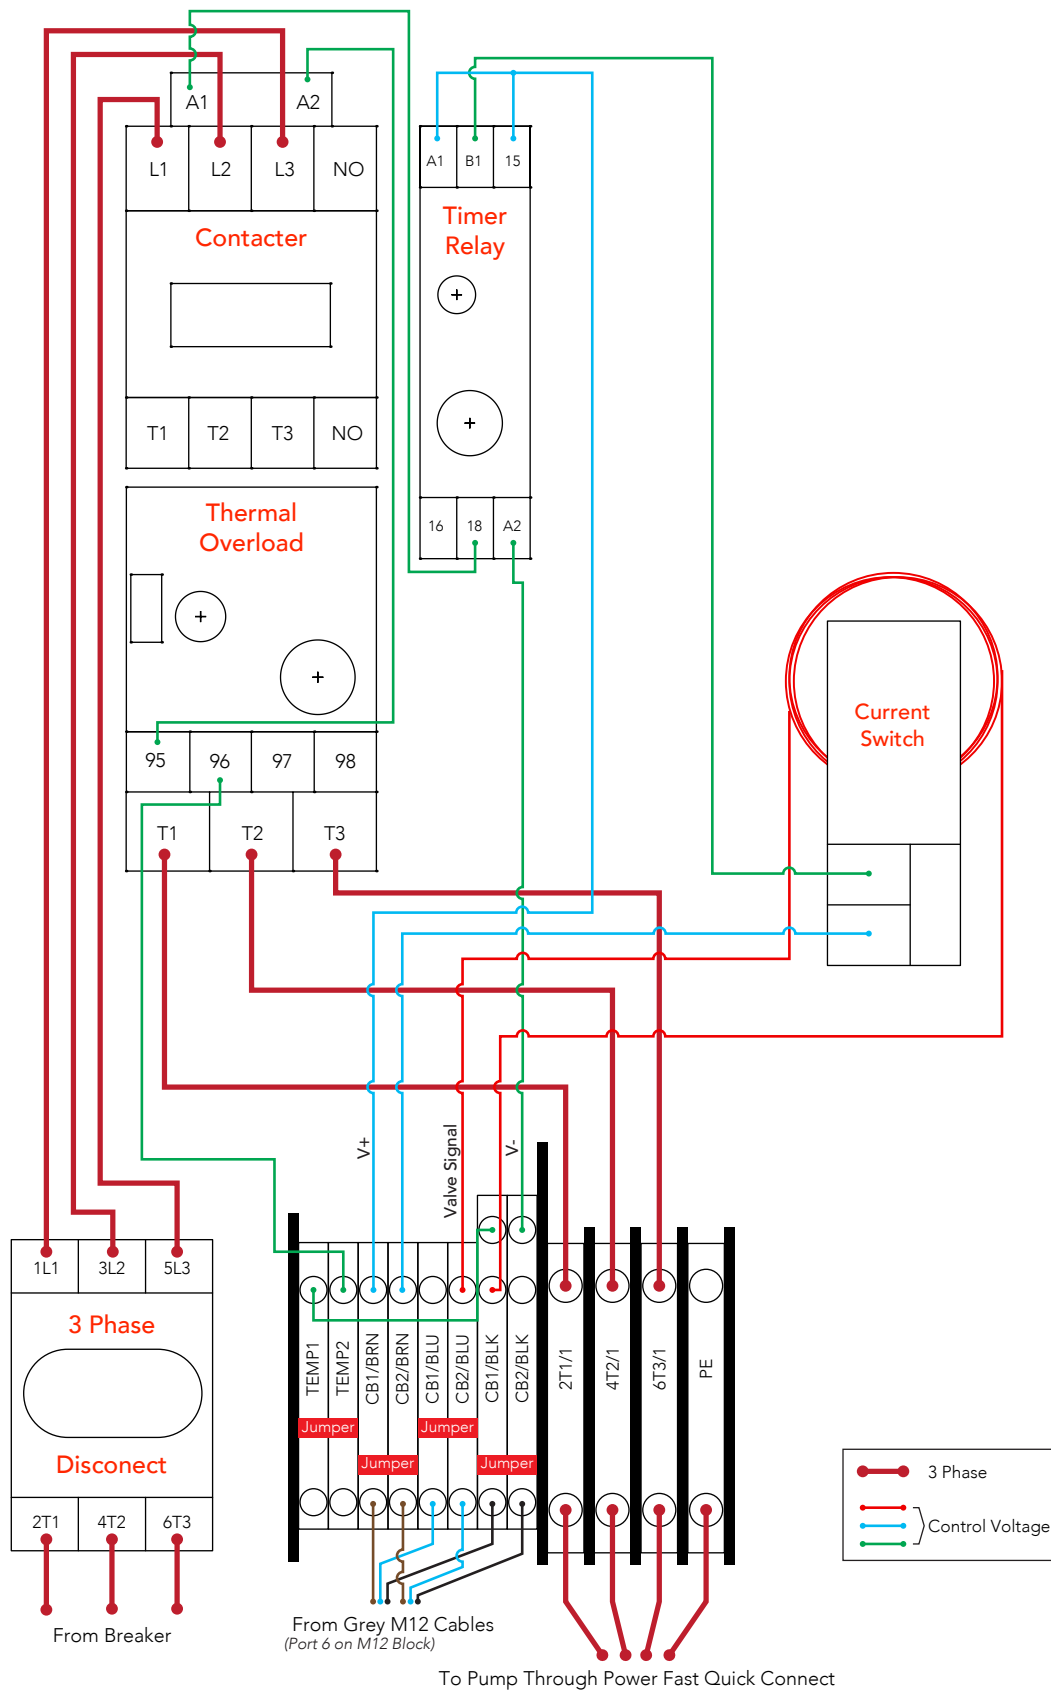 A1
A2
L1
L2
L3
NO
Contacter
T1
T2
T3
NO
A1
B1
15
Timer
Relay
16
18
A2
Thermal
Overload
95
96
97
98
T1
T2
T3
Current
Switch
V+
Valve Signal
V-
1L1
3L2
5L3
3 Phase
Disconect
2T1
4T2
6T3
From Breaker
TEMP1
TEMP2
CB1/BRN
CB2/BRN
CB1/BLU
CB2/BLU
CB1/BLK
CB2/BLK
2T1/1
4T2/1
6T3/1
PE
Jumper
Jumper
Jumper
Jumper
From Grey M12 Cables
(Port 6 on M12 Block)
To Pump Through Power Fast Quick Connect
3 Phase
Control Voltage